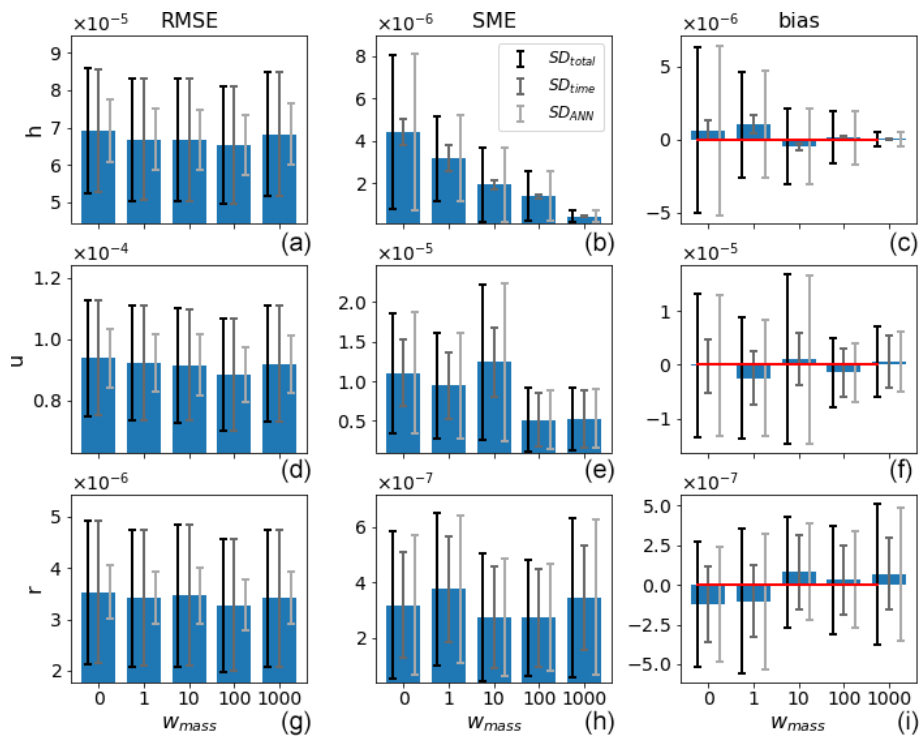 RMSE
SME
bias
×10⁻⁵
×10⁻⁶
×10⁻⁶
9
8
7
6
5
h
8
6
4
2
SD_total
SD_time
SD_ANN
5
0
−5
(a)
(b)
(c)
×10⁻⁴
×10⁻⁵
×10⁻⁵
1.2
1.0
0.8
u
2.0
1.5
1.0
0.5
1
0
−1
(d)
(e)
(f)
×10⁻⁶
×10⁻⁷
×10⁻⁷
6
5
4
3
2
r
6
4
2
5.0
2.5
0.0
−2.5
−5.0
0 1 10 100 1000
0 1 10 100 1000
0 1 10 100 1000
w_mass
w_mass
w_mass
(g)
(h)
(i)